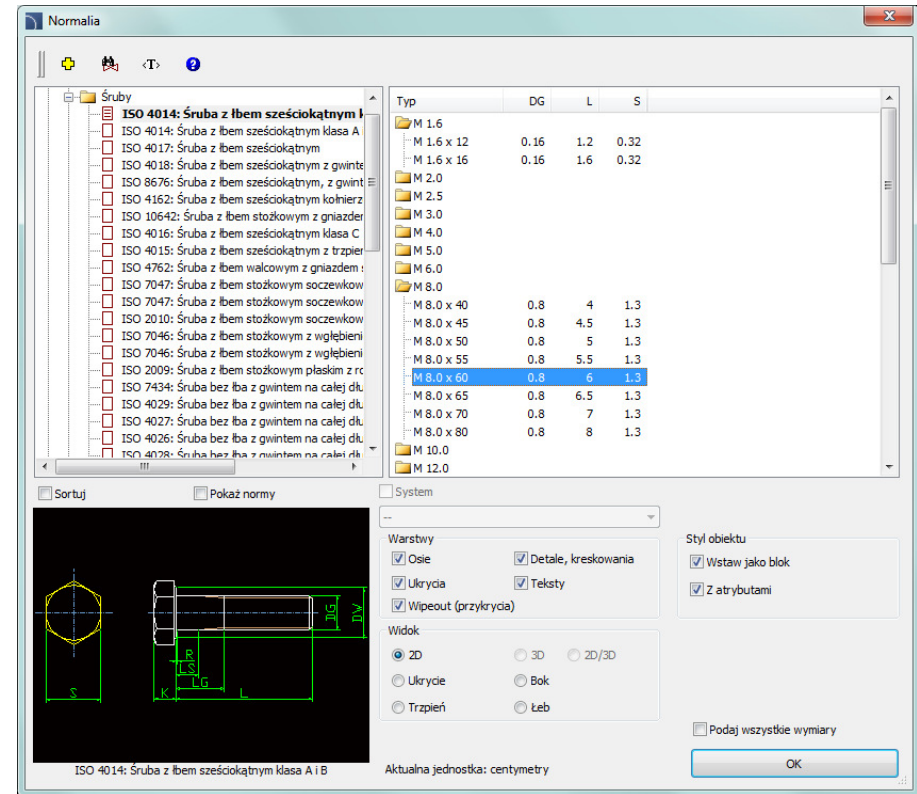 Normalia
<T>
Śruby
ISO 4014: Śruba z łbem sześciokątnym k
ISO 4014: Śruba z łbem sześciokątnym klasa A i
ISO 4017: Śruba z łbem sześciokątnym
ISO 4018: Śruba z łbem sześciokątnym z gwinte
ISO 8676: Śruba z łbem sześciokątnym, z gwint
ISO 4162: Śruba z łbem sześciokątnym kołnierz
ISO 10642: Śruba z łbem stożkowym z gniazdem
ISO 4016: Śruba z łbem sześciokątnym klasa C
ISO 4015: Śruba z łbem sześciokątnym z trzpier
ISO 4762: Śruba z łbem walcowym z gniazdem s
ISO 7047: Śruba z łbem stożkowym soczewkow
ISO 7047: Śruba z łbem stożkowym soczewkow
ISO 2010: Śruba z łbem stożkowym soczewkow
ISO 7046: Śruba z łbem stożkowym z wgłębieni
ISO 7046: Śruba z łbem stożkowym z wgłębieni
ISO 2009: Śruba z łbem stożkowym płaskim z ro
ISO 7434: Śruba bez łba z gwintem na całej dłu
ISO 4029: Śruba bez łba z gwintem na całej dłu
ISO 4027: Śruba bez łba z gwintem na całej dłu
ISO 4026: Śruba bez łba z gwintem na całej dłu
ISO 4028: Śruba bez łba z gwintem na całej dłu
Typ DG L S
M 1.6
M 1.6 x 12 0.16 1.2 0.32
M 1.6 x 16 0.16 1.6 0.32
M 2.0
M 2.5
M 3.0
M 4.0
M 5.0
M 6.0
M 8.0
M 8.0 x 40 0.8 4 1.3
M 8.0 x 45 0.8 4.5 1.3
M 8.0 x 50 0.8 5 1.3
M 8.0 x 55 0.8 5.5 1.3
M 8.0 x 60 0.8 6 1.3
M 8.0 x 65 0.8 6.5 1.3
M 8.0 x 70 0.8 7 1.3
M 8.0 x 80 0.8 8 1.3
M 10.0
M 12.0
Sortuj Pokaż normy
System
--
Warstwy
Osie Detale, kreskowania
Ukrycia Teksty
Wipeout (przykrycia)
Styl obiektu
Wstaw jako blok
Z atrybutami
Widok
2D 3D 2D/3D
Ukrycie Bok
Trzpień Łeb
DG DW
R
LS
LG
S K L
ISO 4014: Śruba z łbem sześciokątnym klasa A i B
Aktualna jednostka: centymetry
Podaj wszystkie wymiary
OK